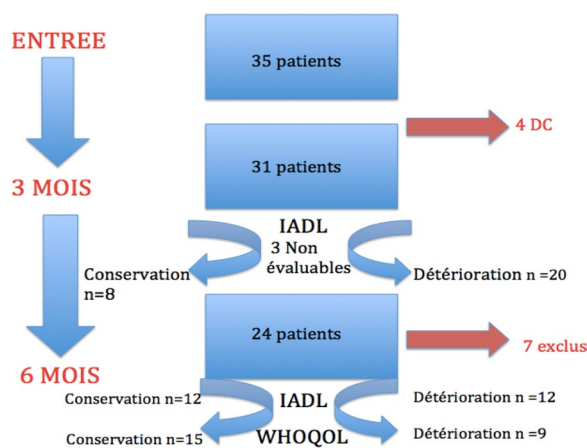 ENTREE
35 patients
4 DC
31 patients
3 MOIS
IADL
3 Non
évaluables
Conservation
n=8
Détérioration n =20
24 patients
7 exclus
6 MOIS
Conservation n=12
IADL
Détérioration n =12
Conservation n=15
WHOQOL
Détérioration n =9